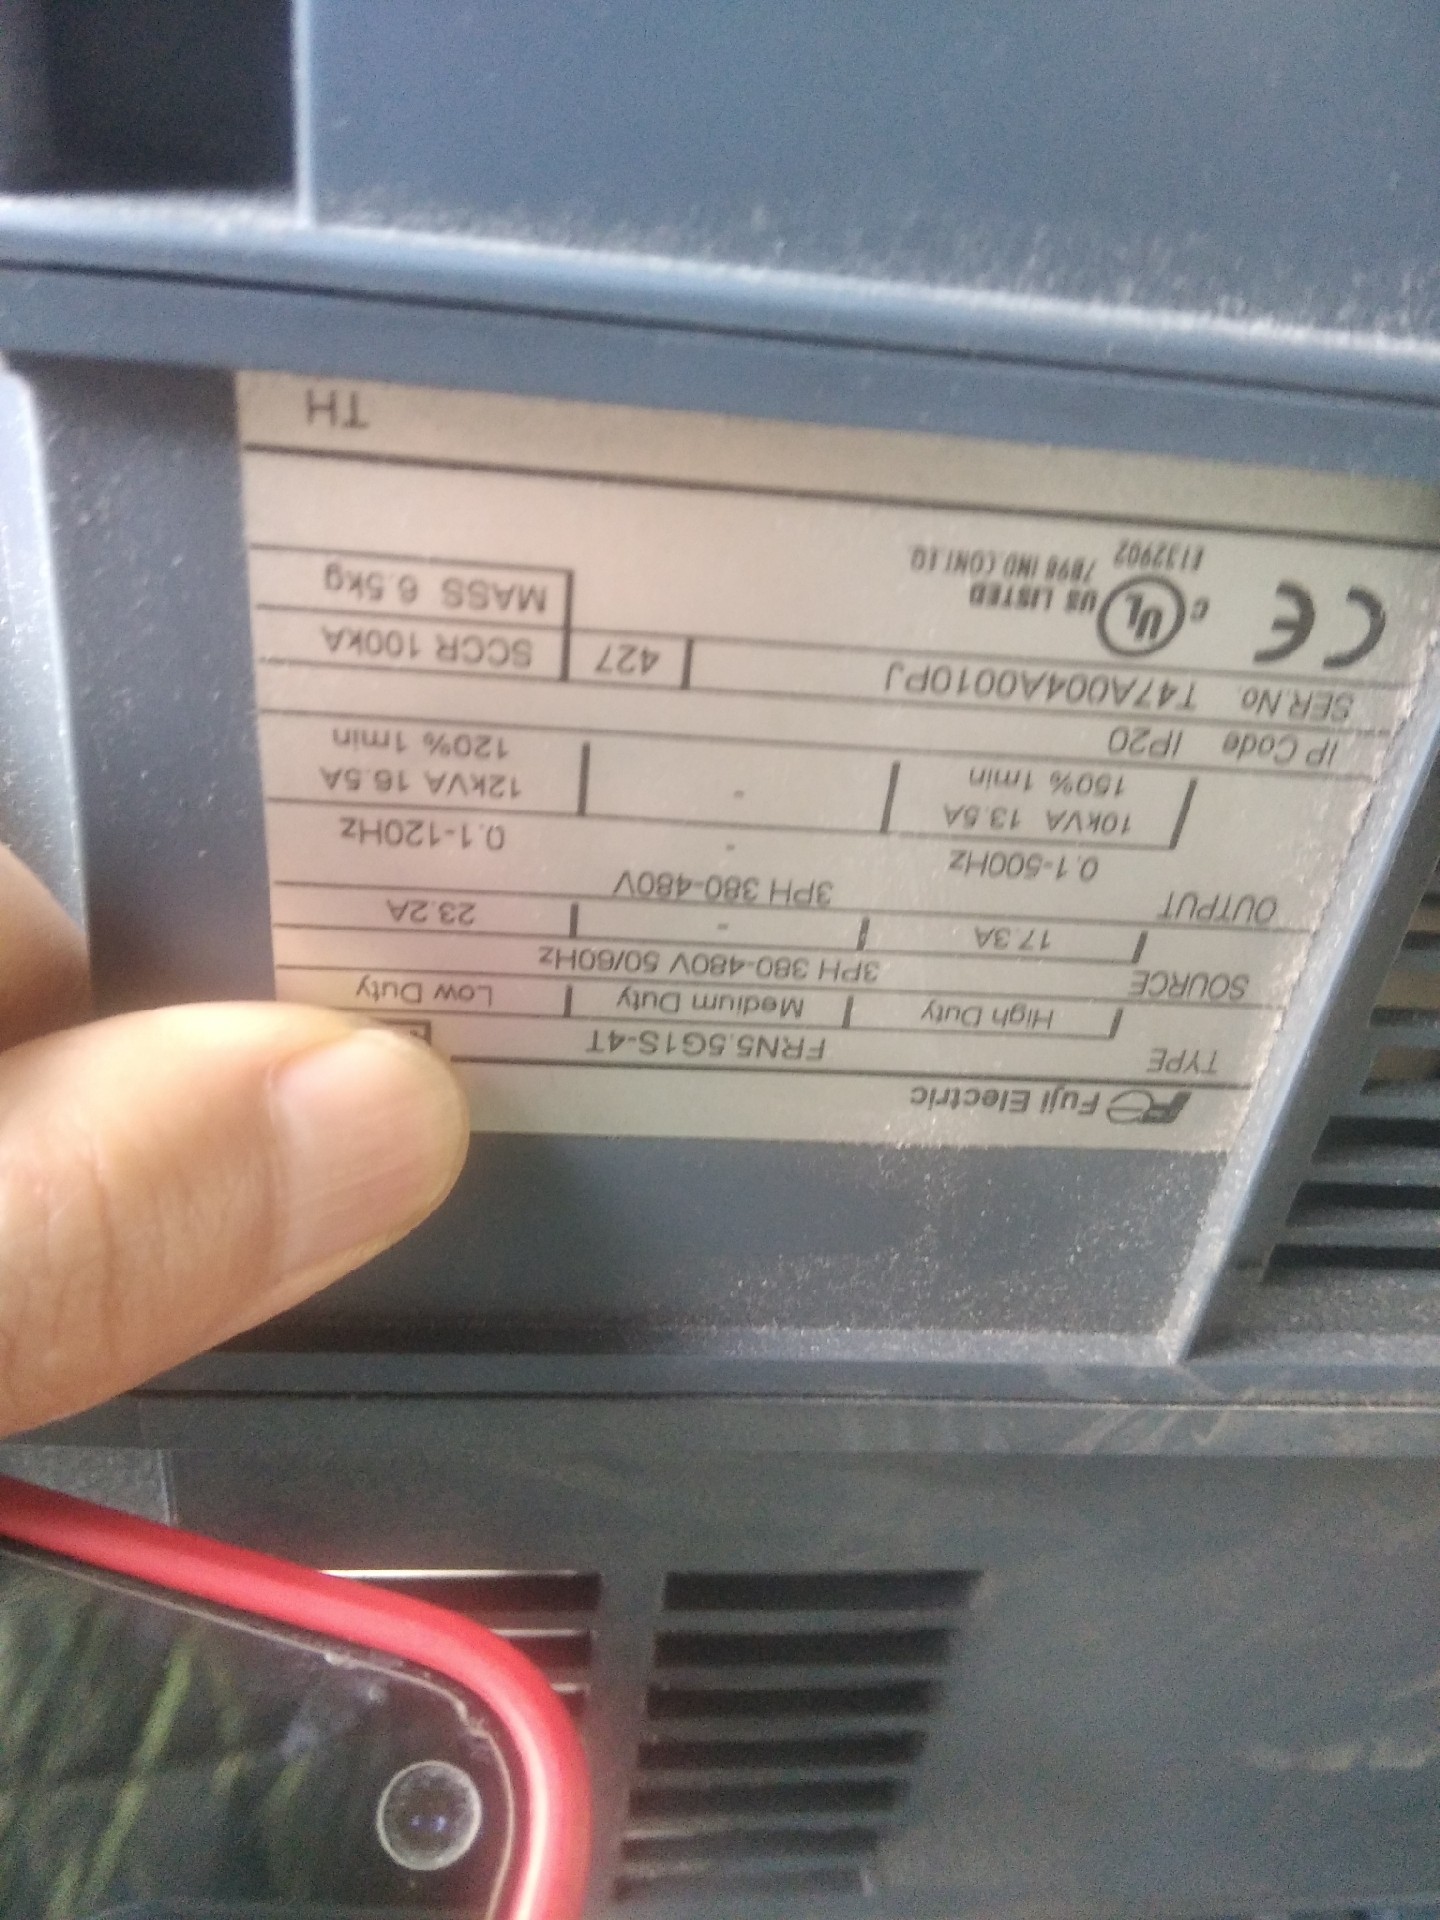 Fuji Electric
TYPE FRN5.5G1S-4T
High Duty Medium Duty Low Duty
SOURCE 3PH 380-480V 50/60Hz
17.3A - 23.2A
OUTPUT 3PH 380-480V
0.1-500Hz - 0.1-120Hz
10kVA 13.5A - 12kVA 16.5A
150% 1min 120% 1min
IP Code IP20
SER.No. T47A004A0010PJ 427 SCCR 100kA
CE C UL US LISTED MASS 6.5kg
E132902 7B98 IND.CONT.EQ.
TH